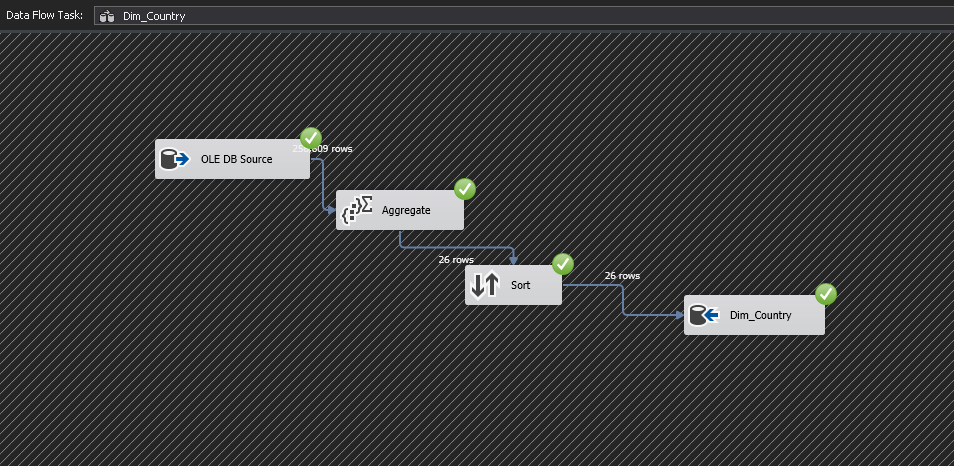 Data Flow Task: Dim_Country
OLE DB Source
rows
Aggregate
26 rows
Sort
26 rows
Dim_Country